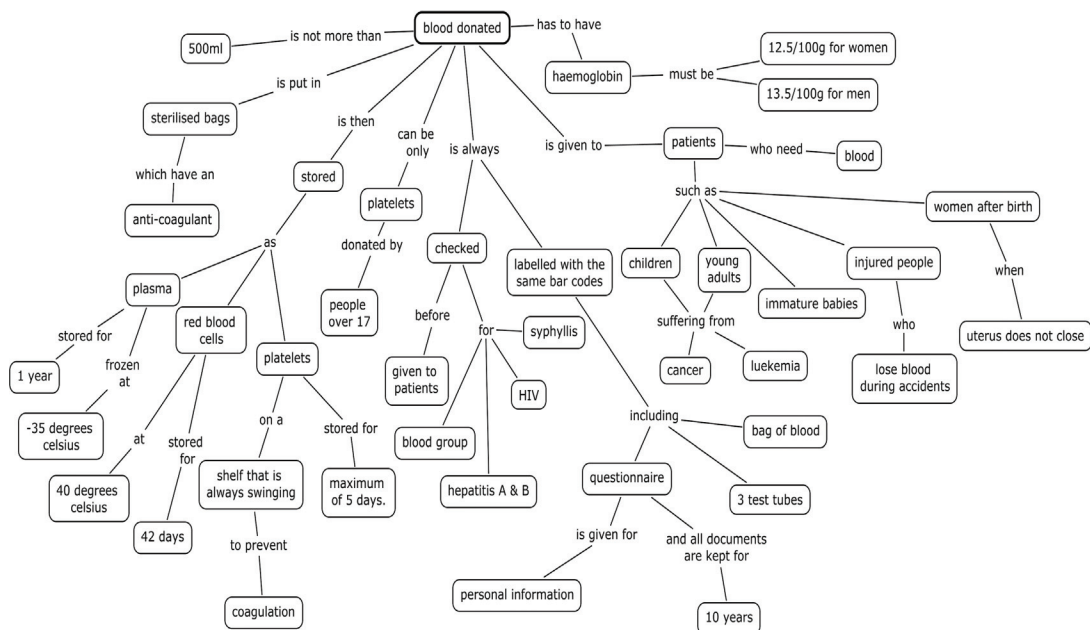 blood donated
is not more than
500ml
has to have
haemoglobin
must be
12.5/100g for women
13.5/100g for men
is put in
sterilised bags
which have an
anti-coagulant
is then
stored
as
plasma
stored for
1 year
frozen
at
-35 degrees
celsius
red blood
cells
at
40 degrees
celsius
stored
for
42 days
platelets
on a
shelf that is
always swinging
to prevent
coagulation
stored for
maximum
of 5 days.
can be
only
platelets
donated by
people
over 17
is always
checked
before
given to
patients
for
syphyllis
HIV
blood group
hepatitis A & B
labelled with the
same bar codes
including
bag of blood
3 test tubes
questionnaire
is given for
personal information
and all documents
are kept for
10 years
is given to
patients
who need
blood
such as
children
young
adults
suffering from
cancer
luekemia
immature babies
injured people
who
lose blood
during accidents
women after birth
when
uterus does not close